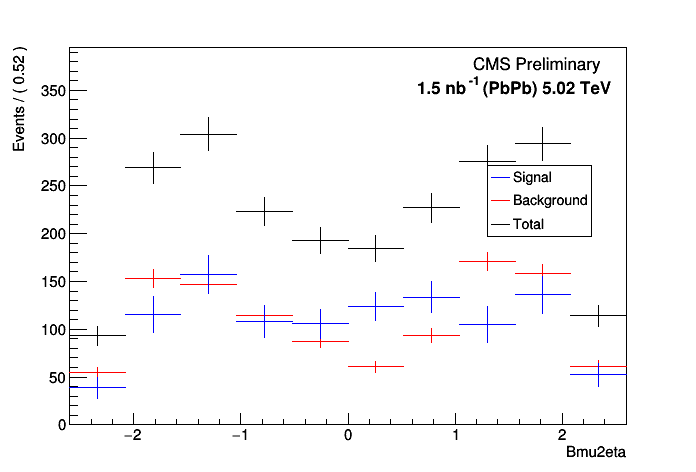 CMS Preliminary
1.5 nb⁻¹ (PbPb) 5.02 TeV
Events / ( 0.52 )
350
300
250
200
150
100
50
0
Signal
Background
Total
−2 −1 0 1 2
Bmu2eta